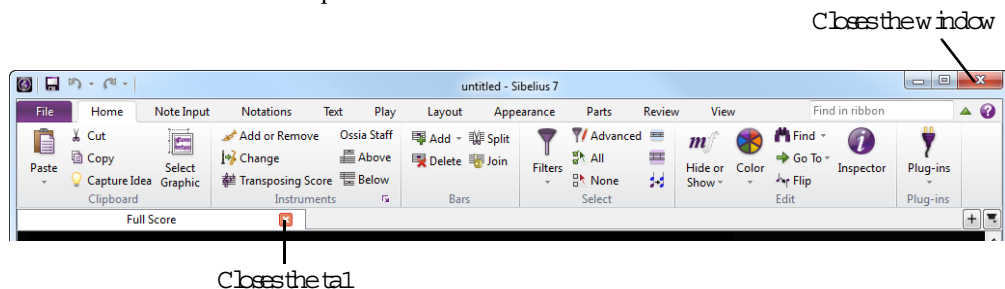 Closes the window
untitled - Sibelius 7
File Home Note Input Notations Text Play Layout Appearance Parts Review View Find in ribbon
Cut Add or Remove Ossia Staff Add Split Advanced Find
Copy Change Above Delete Join All Go To
Paste Capture Idea Select Graphic Transposing Score Below Filters None Hide or Show Color Flip Inspector Plug-ins
Clipboard Instruments Bars Select Edit Plug-ins
Full Score
Closes the ta1